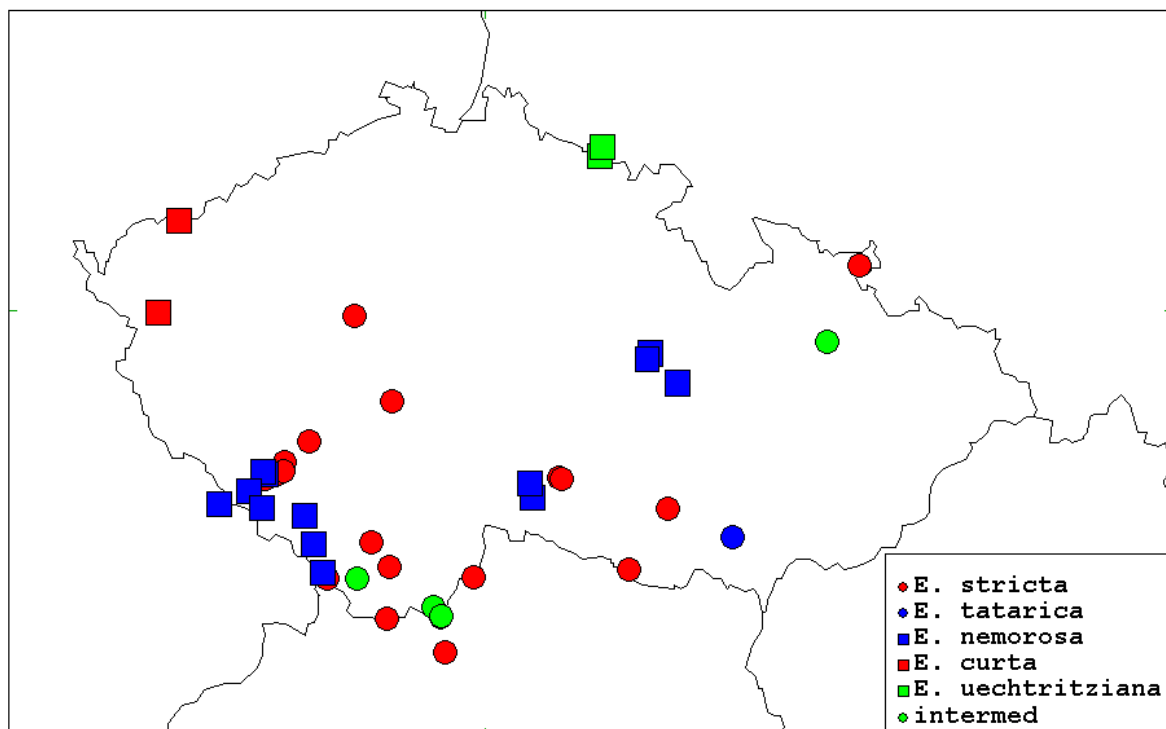 E. stricta
E. tatarica
E. nemorosa
E. curta
E. uechtritziana
intermed